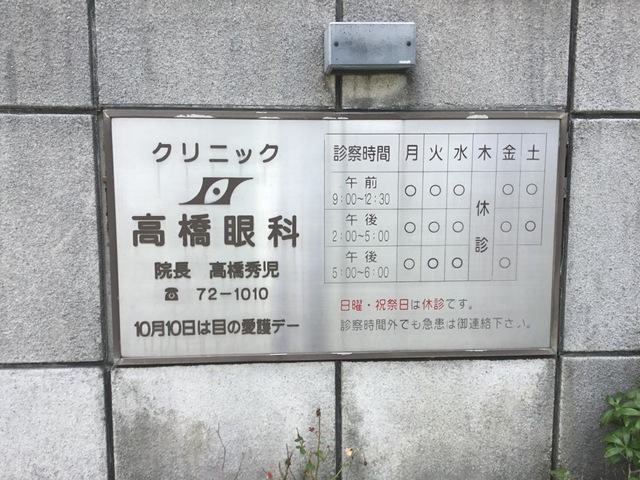 クリニック
高橋眼科
院長 高橋秀児
☎ 72-1010
10月10日は目の愛護デー
診察時間 月 火 水 木 金 土
午前 9:00~12:30 ○ ○ ○ 休診 ○ ○
午後 2:00~5:00 ○ ○ ○ ○ ○
午後 5:00~6:00 ○ ○ ○ ○
日曜・祝祭日は休診です。
診察時間外でも急患は御連絡下さい。